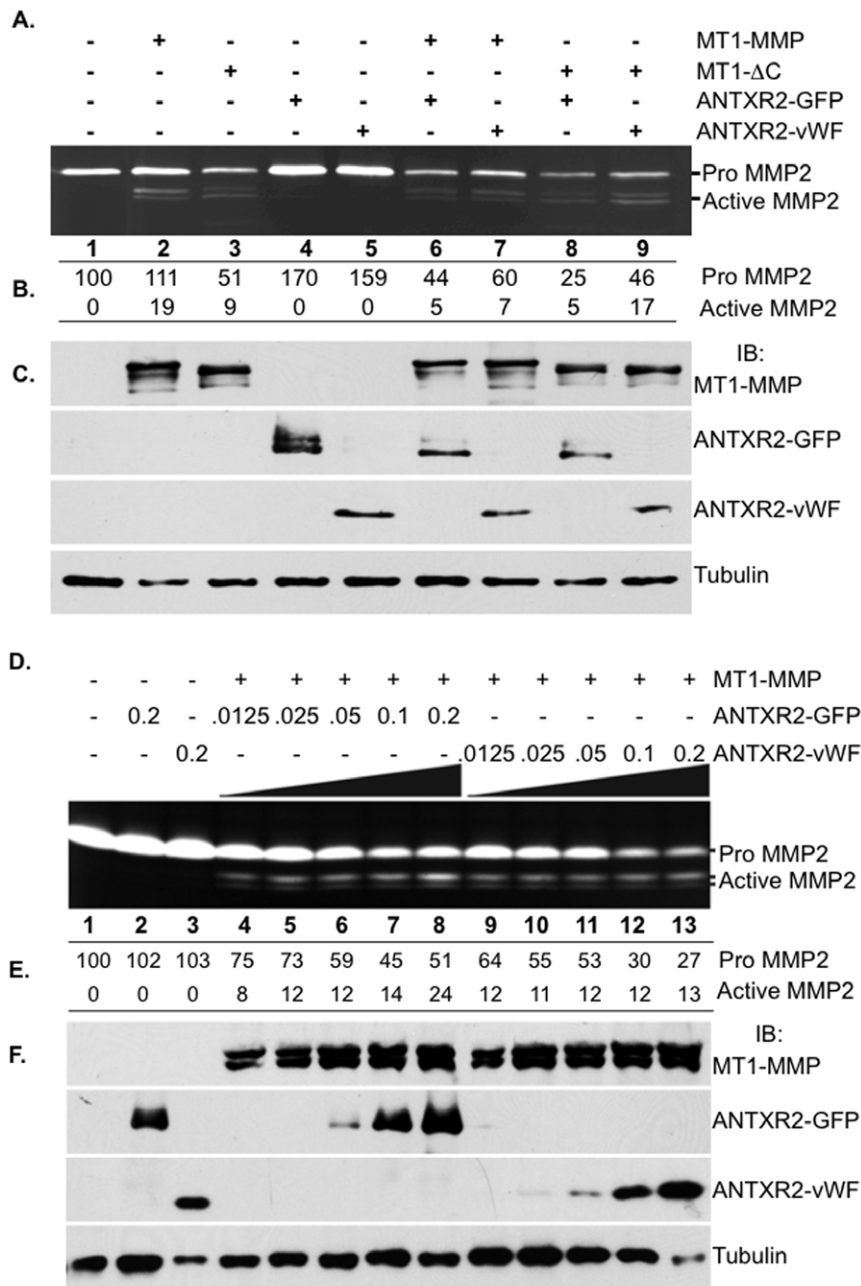 A.
- + - - - + + - - MT1-MMP
- - + - - - - + + MT1-ΔC
- - - + - + - + - ANTXR2-GFP
- - - - + - + - + ANTXR2-vWF
Pro MMP2
Active MMP2
1 2 3 4 5 6 7 8 9
B.
100 111 51 170 159 44 60 25 46 Pro MMP2
0 19 9 0 0 5 7 5 17 Active MMP2
C.
IB:
MT1-MMP
ANTXR2-GFP
ANTXR2-vWF
Tubulin
D.
- - - + + + + + + + + + + MT1-MMP
- 0.2 - .0125 .025 .05 0.1 0.2 - - - - - ANTXR2-GFP
- - 0.2 - - - - - .0125 .025 .05 0.1 0.2 ANTXR2-vWF
Pro MMP2
Active MMP2
1 2 3 4 5 6 7 8 9 10 11 12 13
E.
100 102 103 75 73 59 45 51 64 55 53 30 27 Pro MMP2
0 0 0 8 12 12 14 24 12 11 12 12 13 Active MMP2
F.
IB:
MT1-MMP
ANTXR2-GFP
ANTXR2-vWF
Tubulin